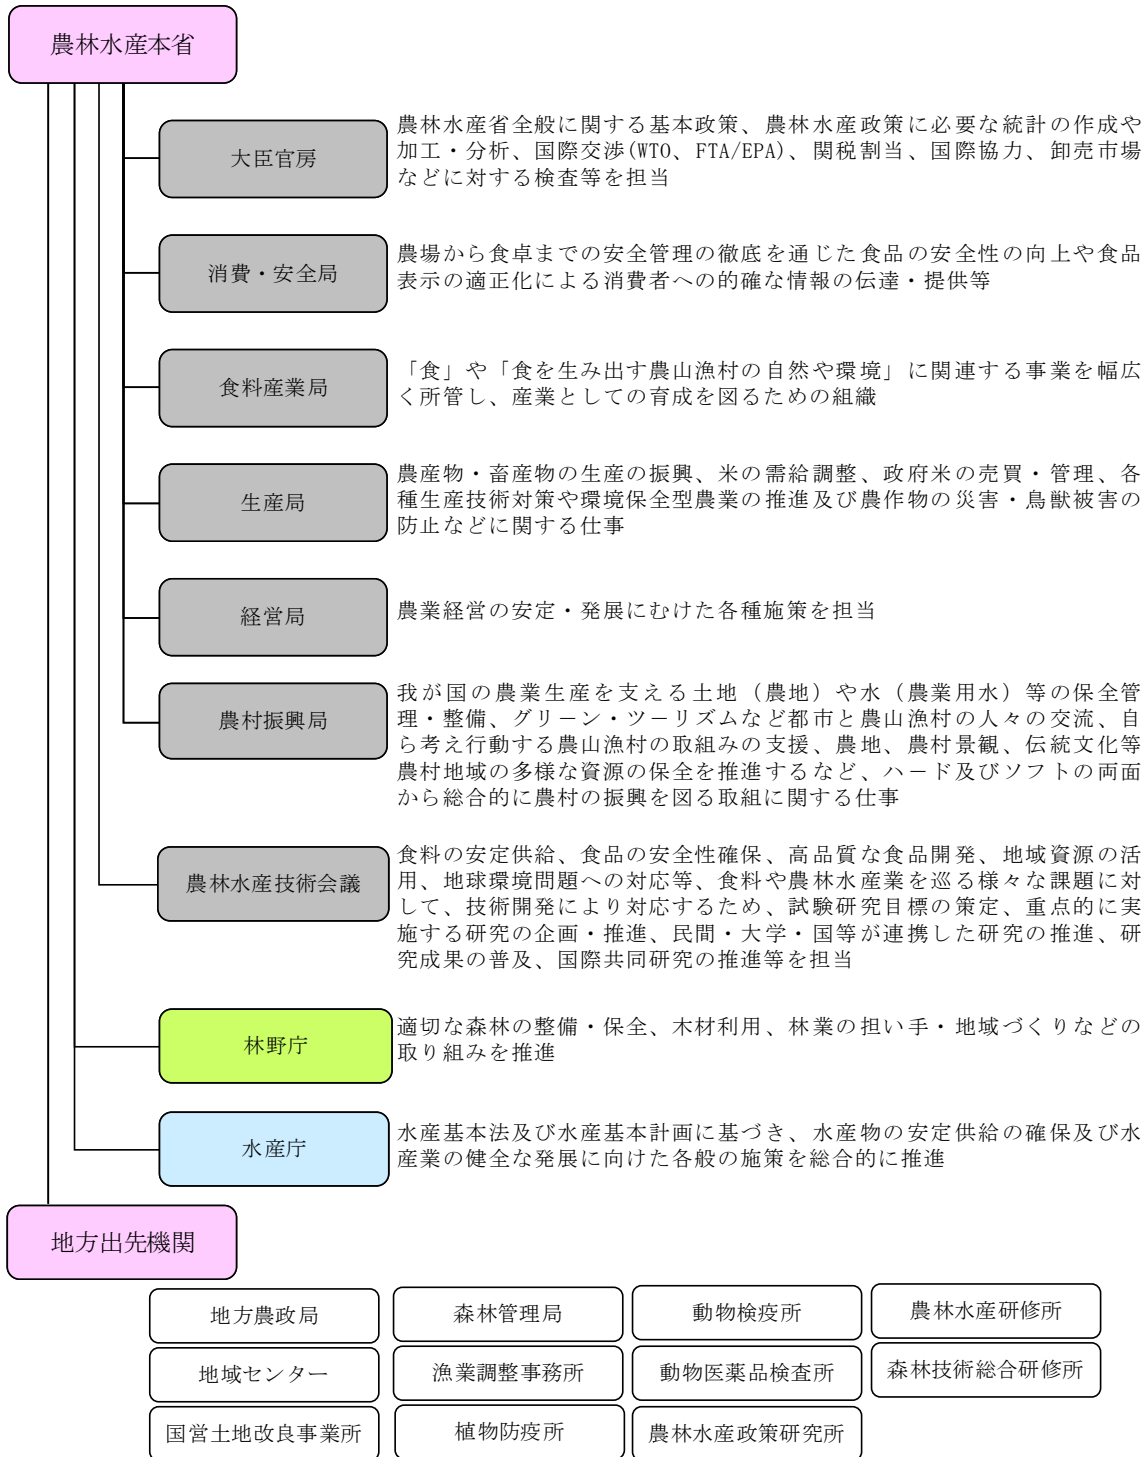 農林水産本省
大臣官房
農林水産省全般に関する基本政策、農林水産政策に必要な統計の作成や
加工・分析、国際交渉(WTO、FTA/EPA)、関税割当、国際協力、卸売市場
などに対する検査等を担当
消費・安全局
農場から食卓までの安全管理の徹底を通じた食品の安全性の向上や食品
表示の適正化による消費者への的確な情報の伝達・提供等
食料産業局
「食」や「食を生み出す農山漁村の自然や環境」に関連する事業を幅広
く所管し、産業としての育成を図るための組織
生産局
農産物・畜産物の生産の振興、米の需給調整、政府米の売買・管理、各
種生産技術対策や環境保全型農業の推進及び農作物の災害・鳥獣被害の
防止などに関する仕事
経営局
農業経営の安定・発展にむけた各種施策を担当
農村振興局
我が国の農業生産を支える土地（農地）や水（農業用水）等の保全管
理・整備、グリーン・ツーリズムなど都市と農山漁村の人々の交流、自
ら考え行動する農山漁村の取組みの支援、農地、農村景観、伝統文化等
農村地域の多様な資源の保全を推進するなど、ハード及びソフトの両面
から総合的に農村の振興を図る取組に関する仕事
農林水産技術会議
食料の安定供給、食品の安全性確保、高品質な食品開発、地域資源の活
用、地球環境問題への対応等、食料や農林水産業を巡る様々な課題に対
して、技術開発により対応するため、試験研究目標の策定、重点的に実
施する研究の企画・推進、民間・大学・国等が連携した研究の推進、研
究成果の普及、国際共同研究の推進等を担当
林野庁
適切な森林の整備・保全、木材利用、林業の担い手・地域づくりなどの
取り組みを推進
水産庁
水産基本法及び水産基本計画に基づき、水産物の安定供給の確保及び水
産業の健全な発展に向けた各般の施策を総合的に推進
地方出先機関
地方農政局
森林管理局
動物検疫所
農林水産研修所
地域センター
漁業調整事務所
動物医薬品検査所
森林技術総合研修所
国営土地改良事業所
植物防疫所
農林水産政策研究所